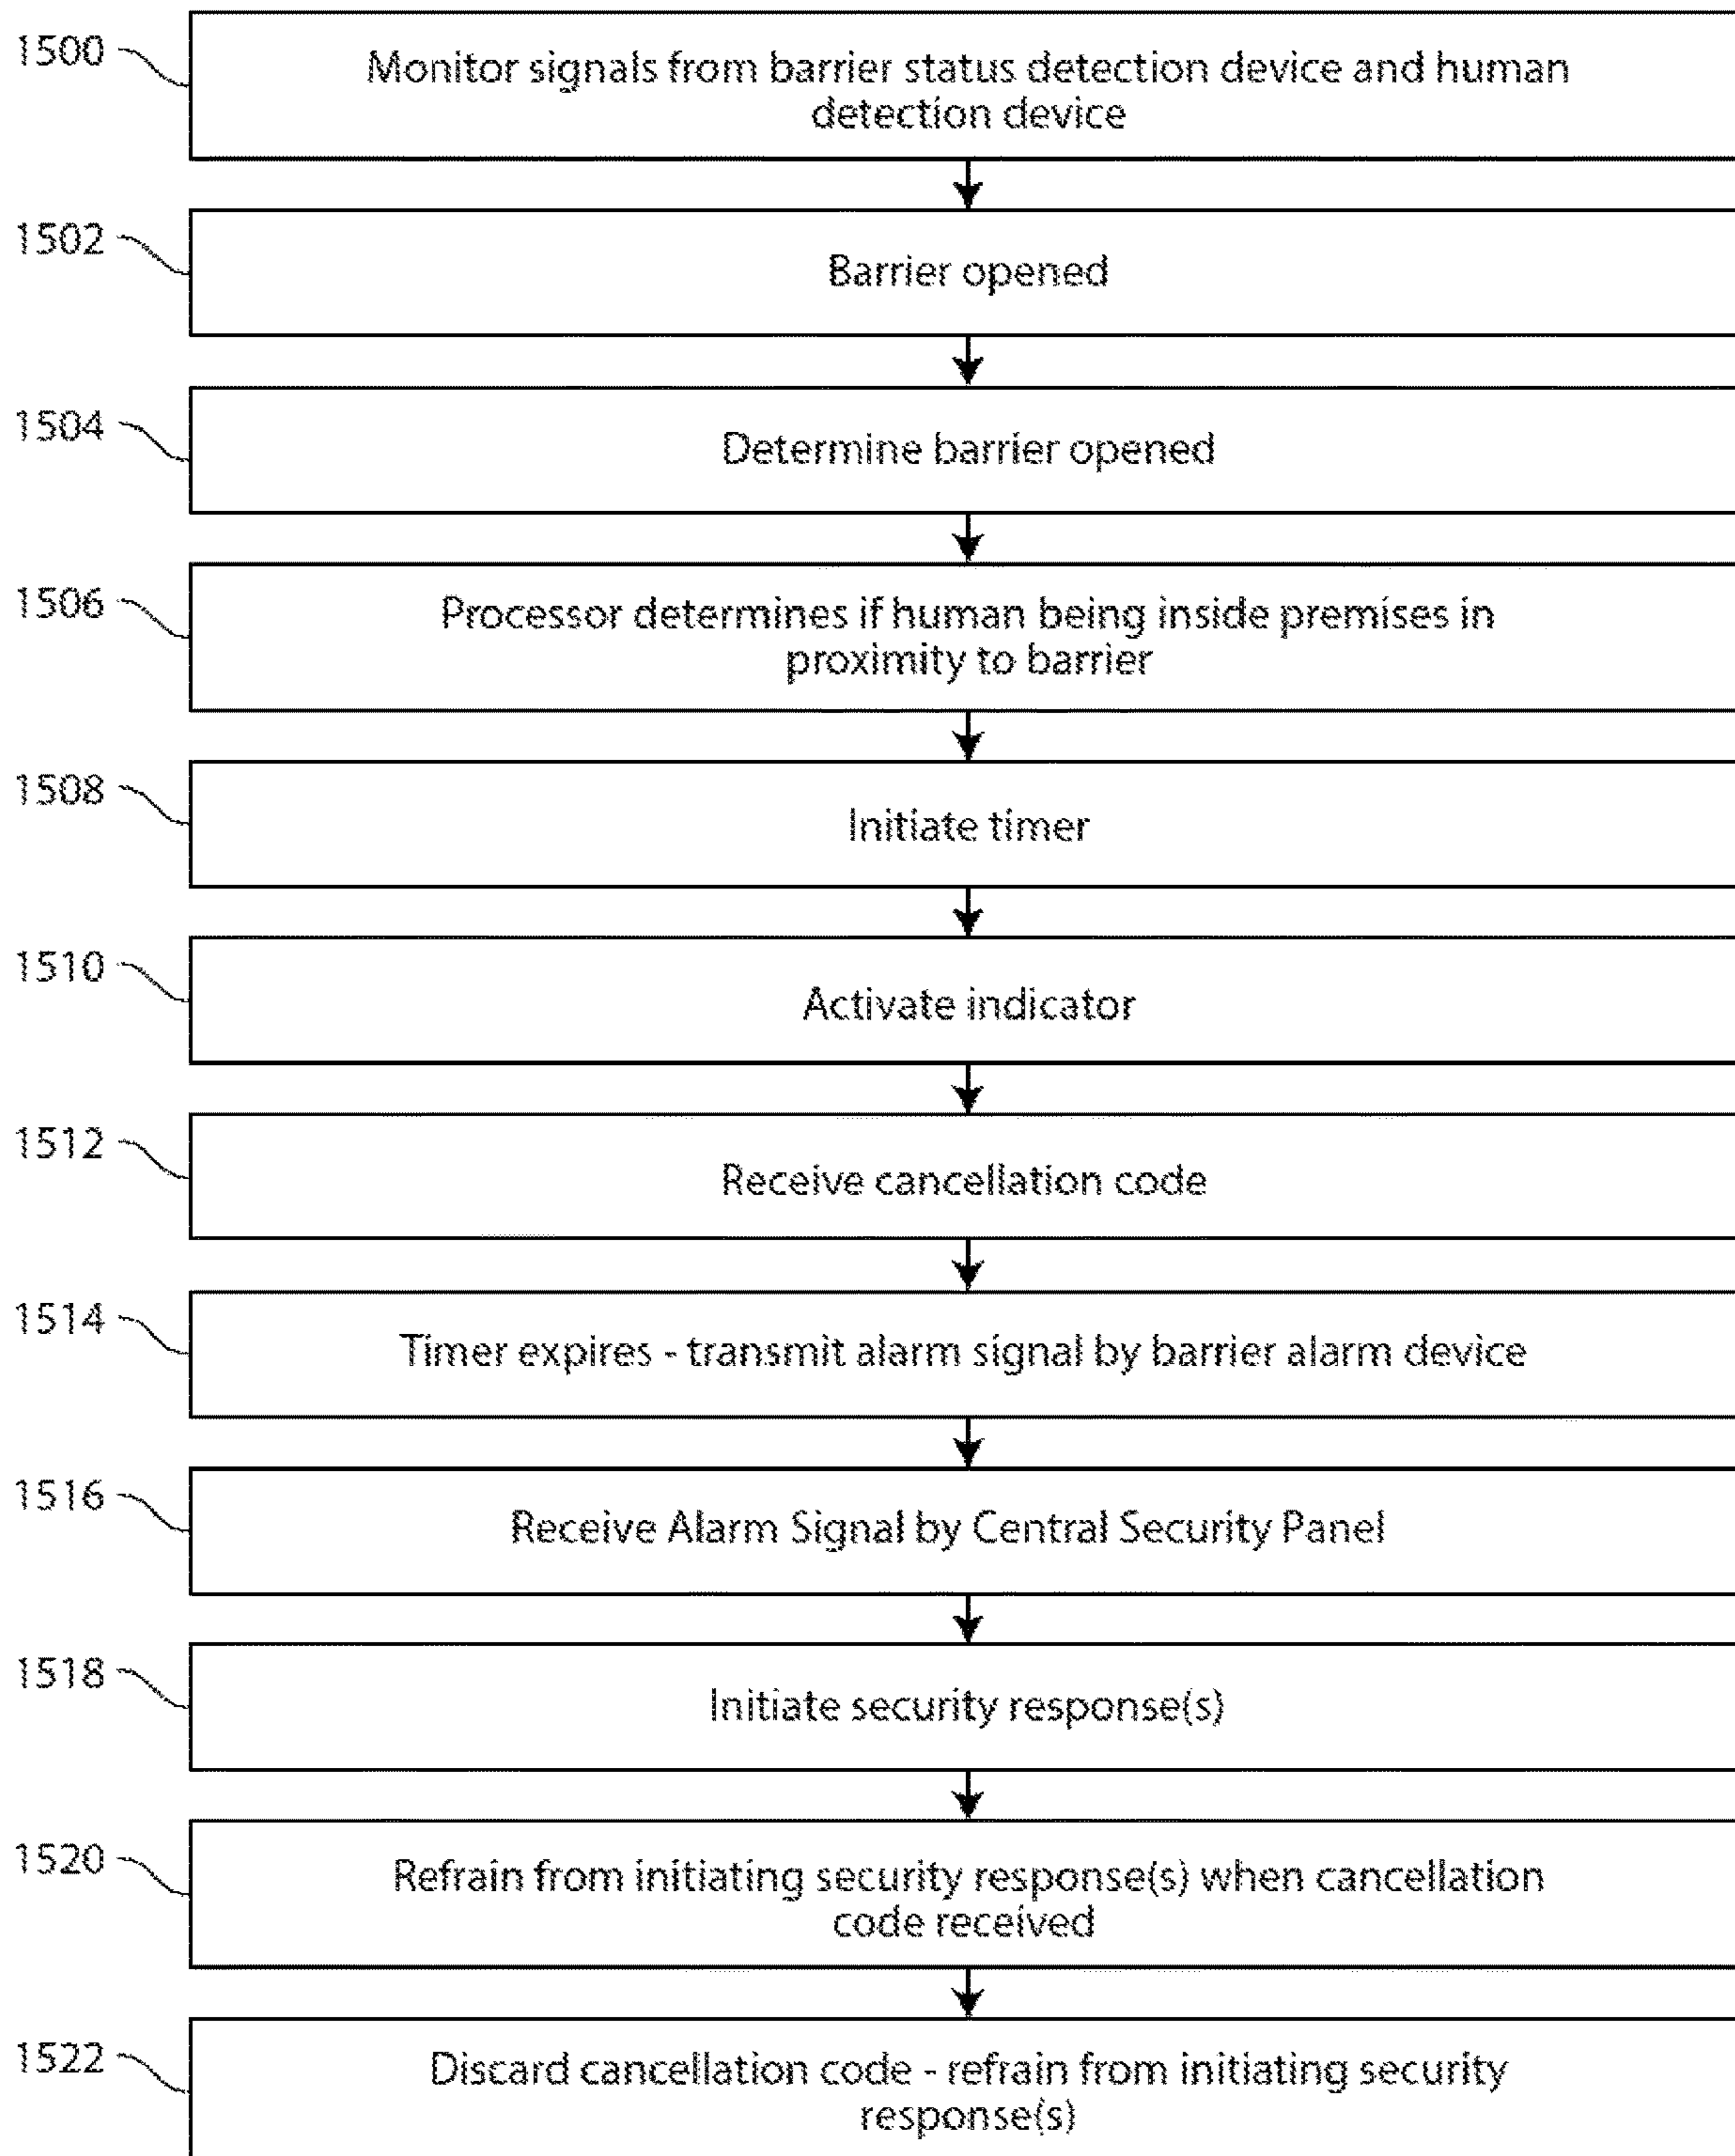 1500
Monitor signals from barrier status detection device and human
detection device
1502
Barrier opened
1504
Determine barrier opened
1506
Processor determines if human being inside premises in
proximity to barrier
1508
Initiate timer
1510
Activate indicator
1512
Receive cancellation code
1514
Timer expires - transmit alarm signal by barrier alarm device
1516
Receive Alarm Signal by Central Security Panel
1518
Initiate security response(s)
1520
Refrain from initiating security response(s) when cancellation
code received
1522
Discard cancellation code - refrain from initiating security
response(s)